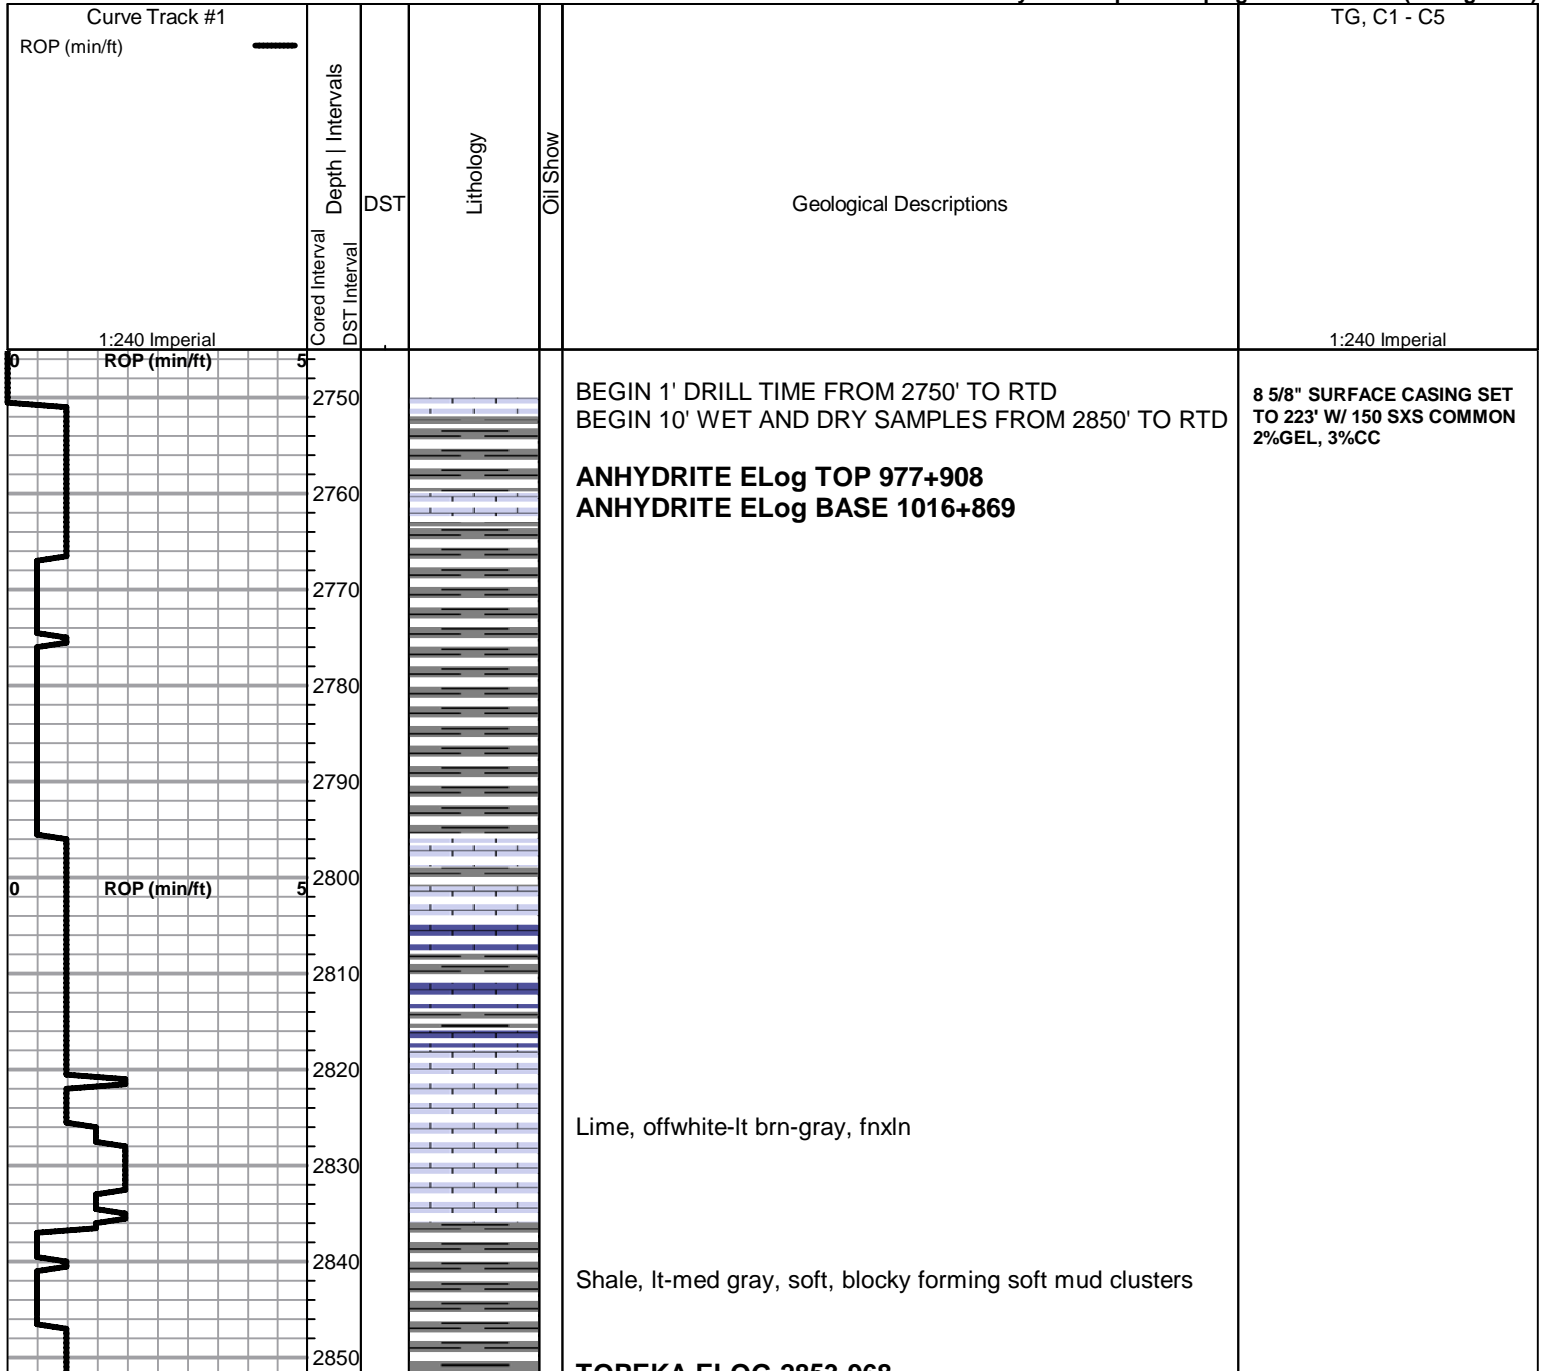 Curve Track #1
ROP (min/ft)
1:240 Imperial
Depth | Intervals
Cored Interval
DST Interval
DST
Lithology
Oil Show
Geological Descriptions
TG, C1 - C5
1:240 Imperial
0 ROP (min/ft) 5
2750
2760
2770
2780
2790
2800
0 ROP (min/ft) 5
2810
2820
2830
2840
2850
BEGIN 1' DRILL TIME FROM 2750' TO RTD
BEGIN 10' WET AND DRY SAMPLES FROM 2850' TO RTD
ANHYDRITE ELog TOP 977+908
ANHYDRITE ELog BASE 1016+869
Lime, offwhite-lt brn-gray, fnxln
Shale, lt-med gray, soft, blocky forming soft mud clusters
TOPEKA ELOG 2853-968
8 5/8" SURFACE CASING SET
TO 223' W/ 150 SXS COMMON
2%GEL, 3%CC